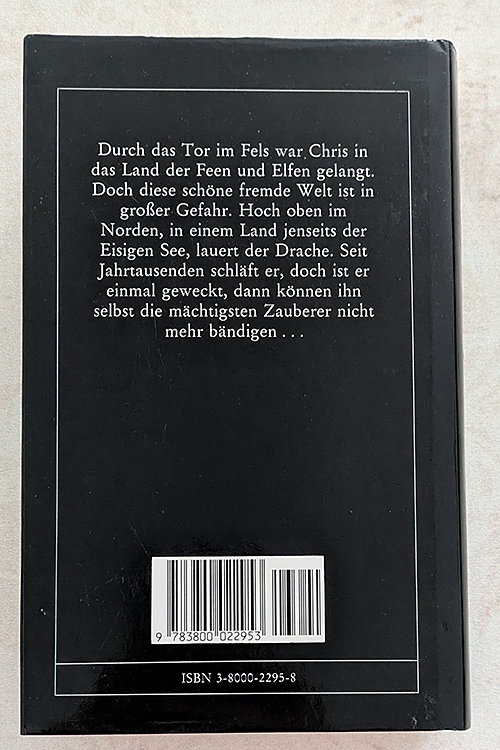 Durch das Tor im Fels war Chris in
das Land der Feen und Elfen gelangt.
Doch diese schöne fremde Welt ist in
großer Gefahr. Hoch oben im
Norden, in einem Land jenseits der
Eisigen See, lauert der Drache. Seit
Jahrtausenden schläft er, doch ist er
einmal geweckt, dann können ihn
selbst die mächtigsten Zauberer nicht
mehr bändigen . . .
9 783800 022953
ISBN 3-8000-2295-8